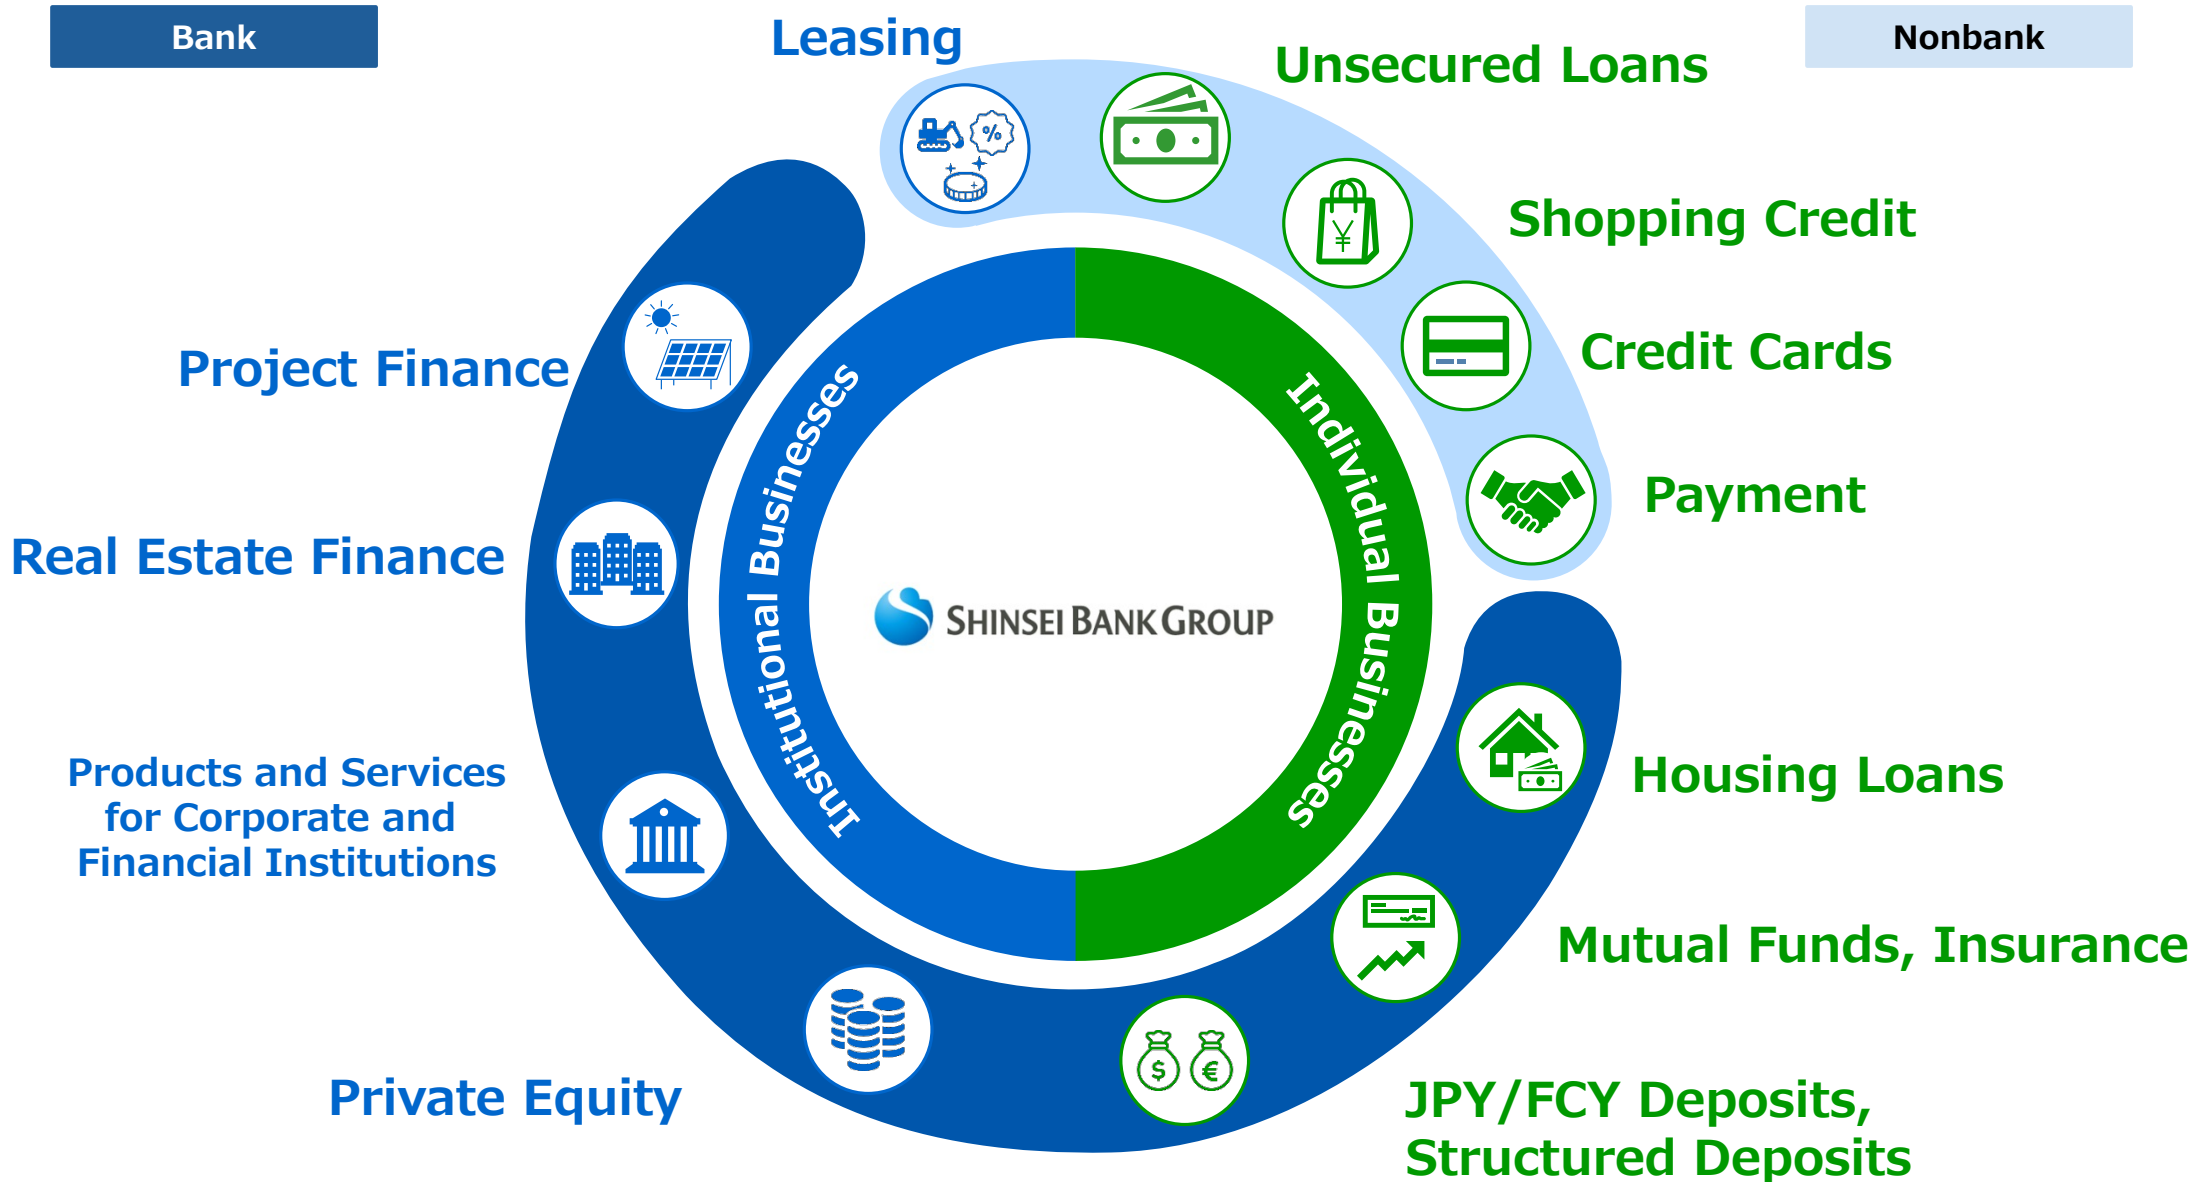 Bank
Leasing
Unsecured Loans
Nonbank
%
Shopping Credit
¥
Project Finance
Credit Cards
Institutional Businesses
Individual Businesses
Payment
Real Estate Finance
SHINSEI BANK GROUP
Products and Services
for Corporate and
Financial Institutions
Housing Loans
Mutual Funds, Insurance
$
€
Private Equity
JPY/FCY Deposits,
Structured Deposits